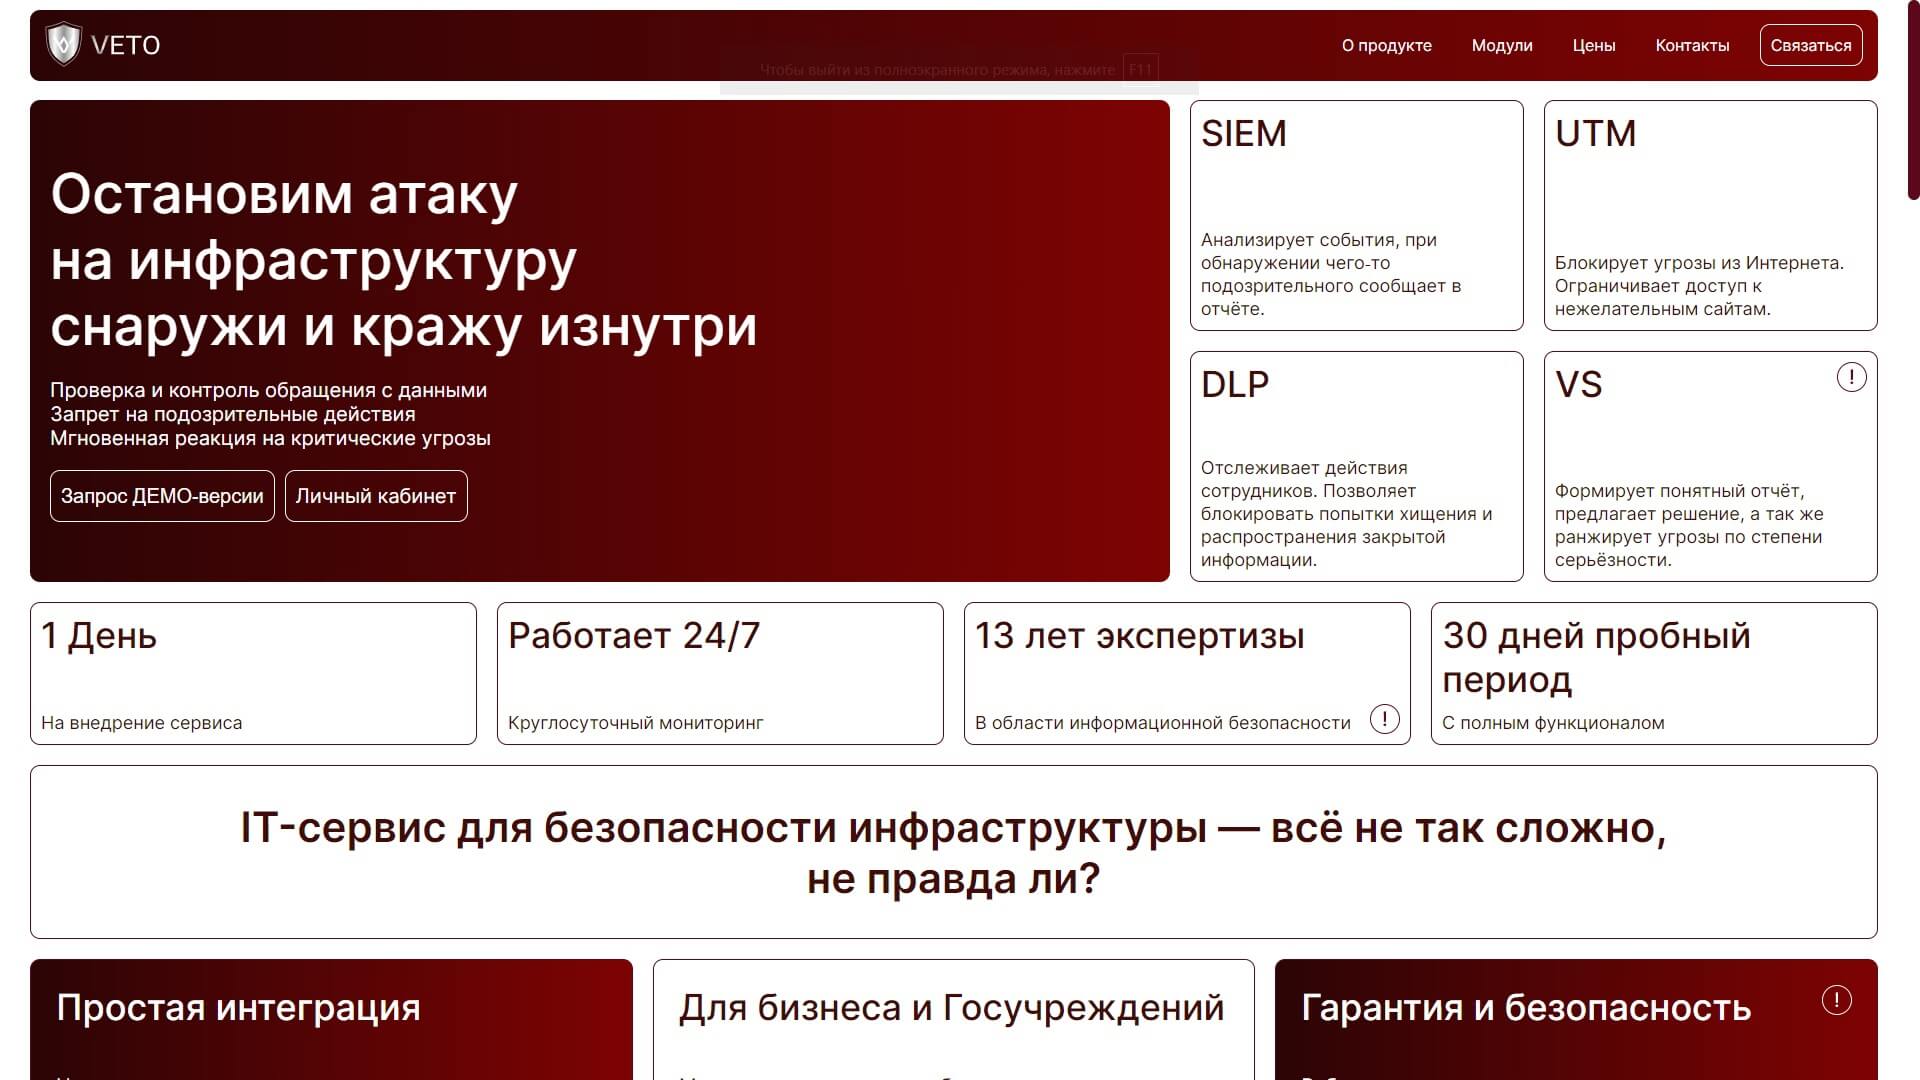 VETO
О продукте
Модули
Цены
Контакты
Связаться
Чтобы выйти из полноэкранного режима, нажмите F11
Остановим атаку
на инфраструктуру
снаружи и кражу изнутри
Проверка и контроль обращения с данными
Запрет на подозрительные действия
Мгновенная реакция на критические угрозы
Запрос ДЕМО-версии
Личный кабинет
SIEM
Анализирует события, при
обнаружении чего-то
подозрительного сообщает в
отчёте.
UTM
Блокирует угрозы из Интернета.
Ограничивает доступ к
нежелательным сайтам.
DLP
Отслеживает действия
сотрудников. Позволяет
блокировать попытки хищения и
распространения закрытой
информации.
VS
!
Формирует понятный отчёт,
предлагает решение, а так же
ранжирует угрозы по степени
серьёзности.
1 День
На внедрение сервиса
Работает 24/7
Круглосуточный мониторинг
13 лет экспертизы
В области информационной безопасности
!
30 дней пробный
период
С полным функционалом
IT-сервис для безопасности инфраструктуры — всё не так сложно,
не правда ли?
Простая интеграция
Для бизнеса и Госучреждений
Гарантия и безопасность
!